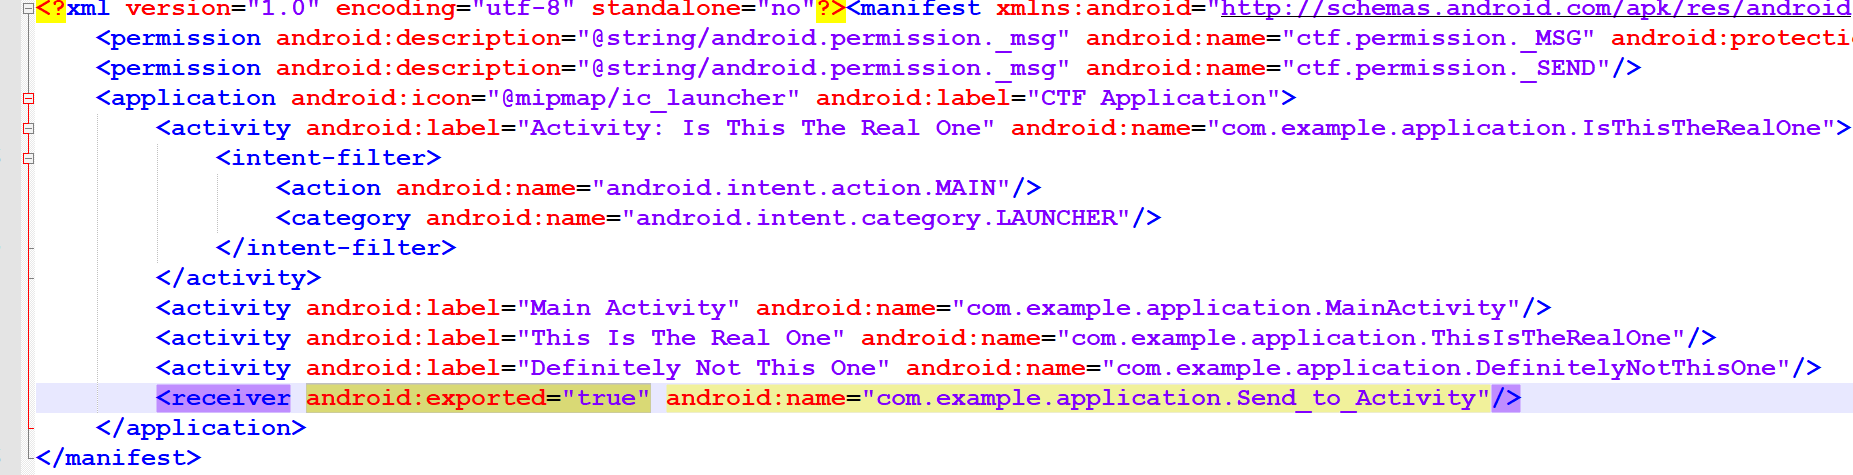 <?xml version="1.0" encoding="utf-8" standalone="no"?><manifest xmlns:android="http://schemas.android.com/apk/res/android
<permission android:description="@string/android.permission._msg" android:name="ctf.permission._MSG" android:protecti
<permission android:description="@string/android.permission._msg" android:name="ctf.permission._SEND"/>
<application android:icon="@mipmap/ic_launcher" android:label="CTF Application">
<activity android:label="Activity: Is This The Real One" android:name="com.example.application.IsThisTheRealOne">
<intent-filter>
<action android:name="android.intent.action.MAIN"/>
<category android:name="android.intent.category.LAUNCHER"/>
</intent-filter>
</activity>
<activity android:label="Main Activity" android:name="com.example.application.MainActivity"/>
<activity android:label="This Is The Real One" android:name="com.example.application.ThisIsTheRealOne"/>
<activity android:label="Definitely Not This One" android:name="com.example.application.DefinitelyNotThisOne"/>
<receiver android:exported="true" android:name="com.example.application.Send_to_Activity"/>
</application>
</manifest>